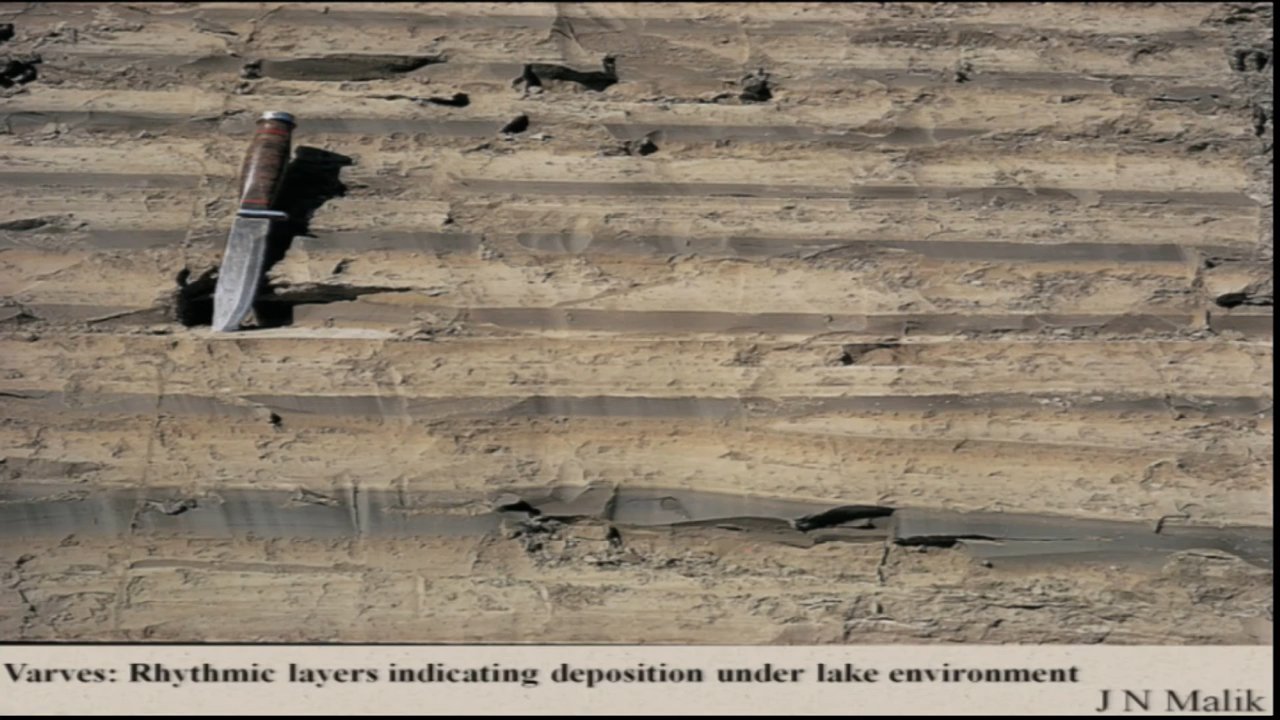 Varves: Rhythmic layers indicating deposition under lake environment
J N Malik